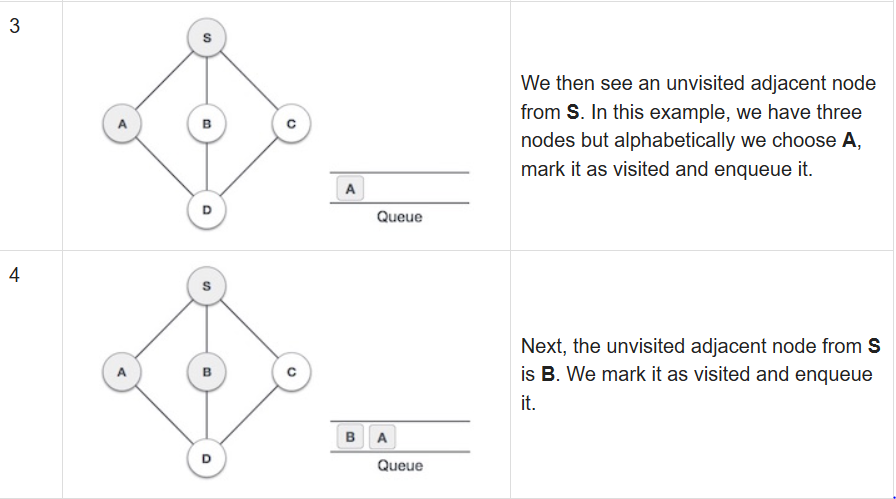 3
S
A
B
C
D
A
Queue
We then see an unvisited adjacent node
from S. In this example, we have three
nodes but alphabetically we choose A,
mark it as visited and enqueue it.
4
S
A
B
C
D
B A
Queue
Next, the unvisited adjacent node from S
is B. We mark it as visited and enqueue
it.